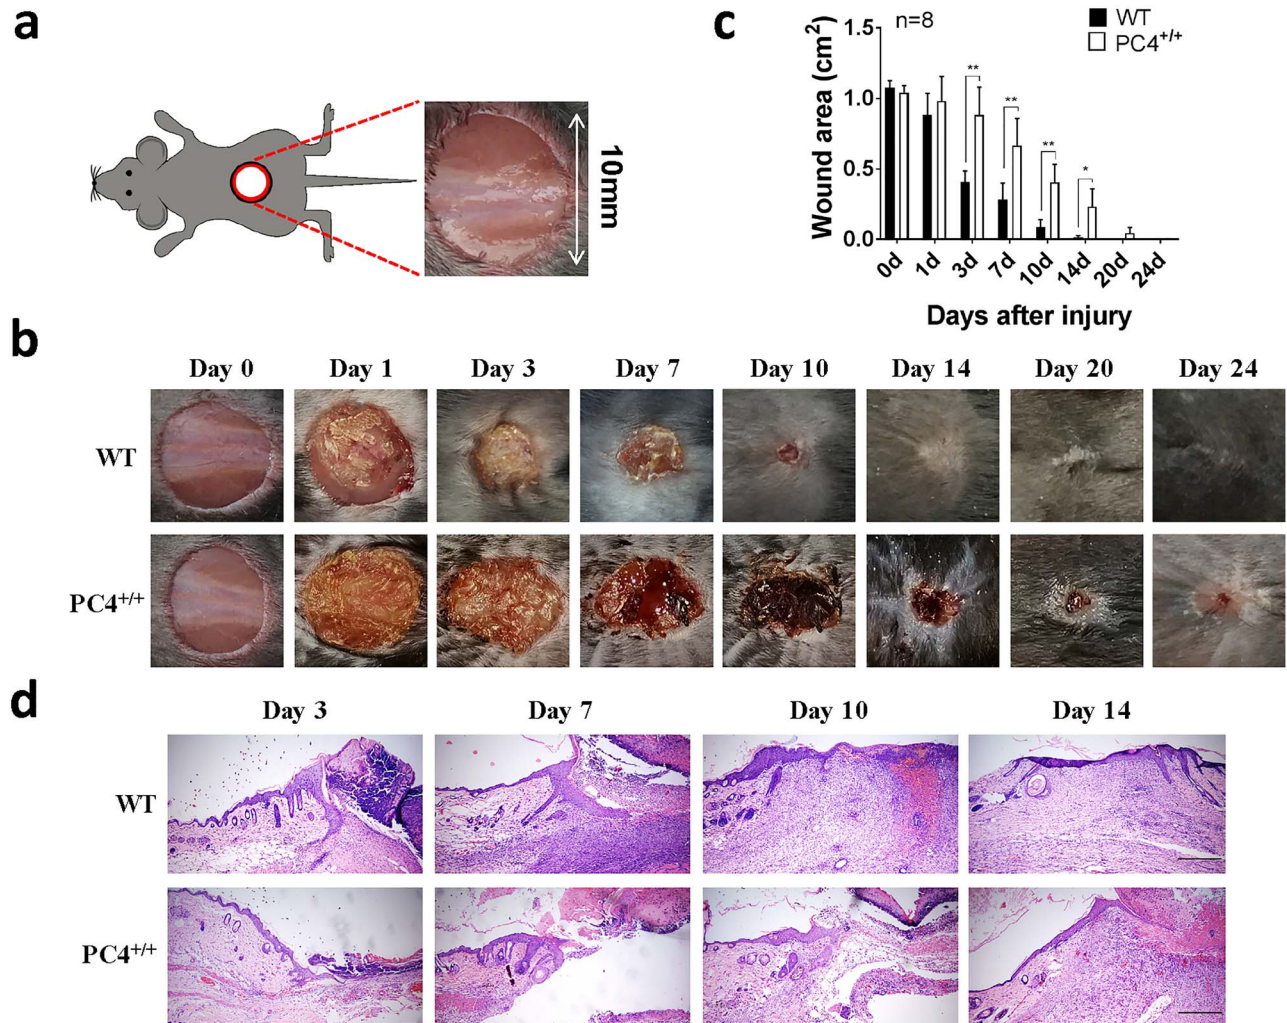 a
10mm
c
n=8
WT
PC4+/+
Wound area (cm2)
1.5
1.0
0.5
0.0
**
**
**
*
0d 1d 3d 7d 10d 14d 20d 24d
Days after injury
b
Day 0 Day 1 Day 3 Day 7 Day 10 Day 14 Day 20 Day 24
WT
PC4+/+
d
Day 3 Day 7 Day 10 Day 14
WT
PC4+/+